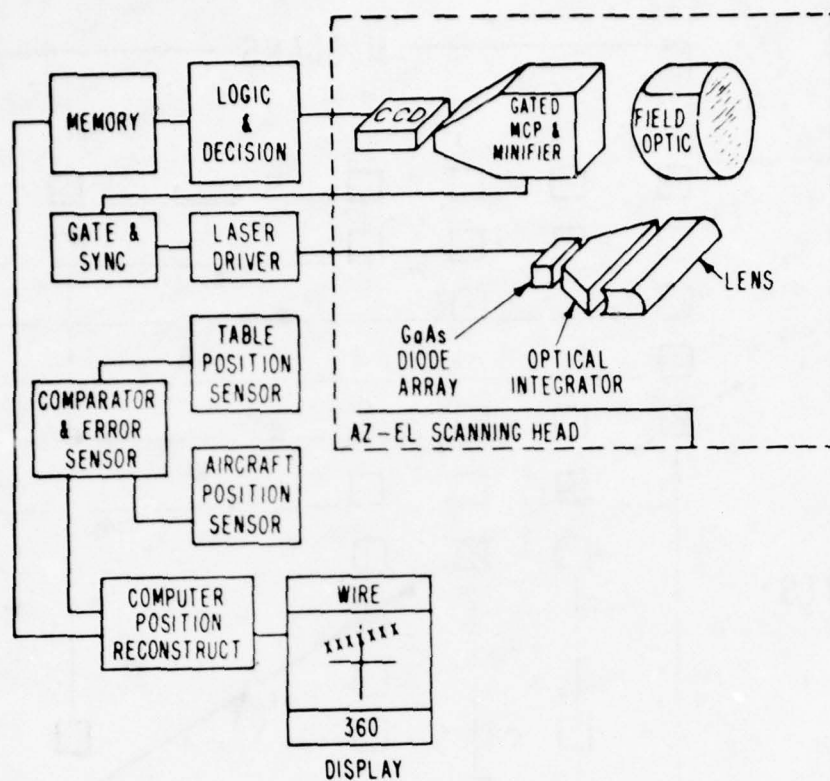 MEMORY
LOGIC
&
DECISION
CCD
GATED
MCP &
MINIFIER
FIELD
OPTIC
GATE &
SYNC
LASER
DRIVER
LENS
GaAs
DIODE
ARRAY
OPTICAL
INTEGRATOR
TABLE
POSITION
SENSOR
COMPARATOR
& ERROR
SENSOR
AZ-EL SCANNING HEAD
AIRCRAFT
POSITION
SENSOR
COMPUTER
POSITION
RECONSTRUCT
WIRE
XXXXXXX
360
DISPLAY